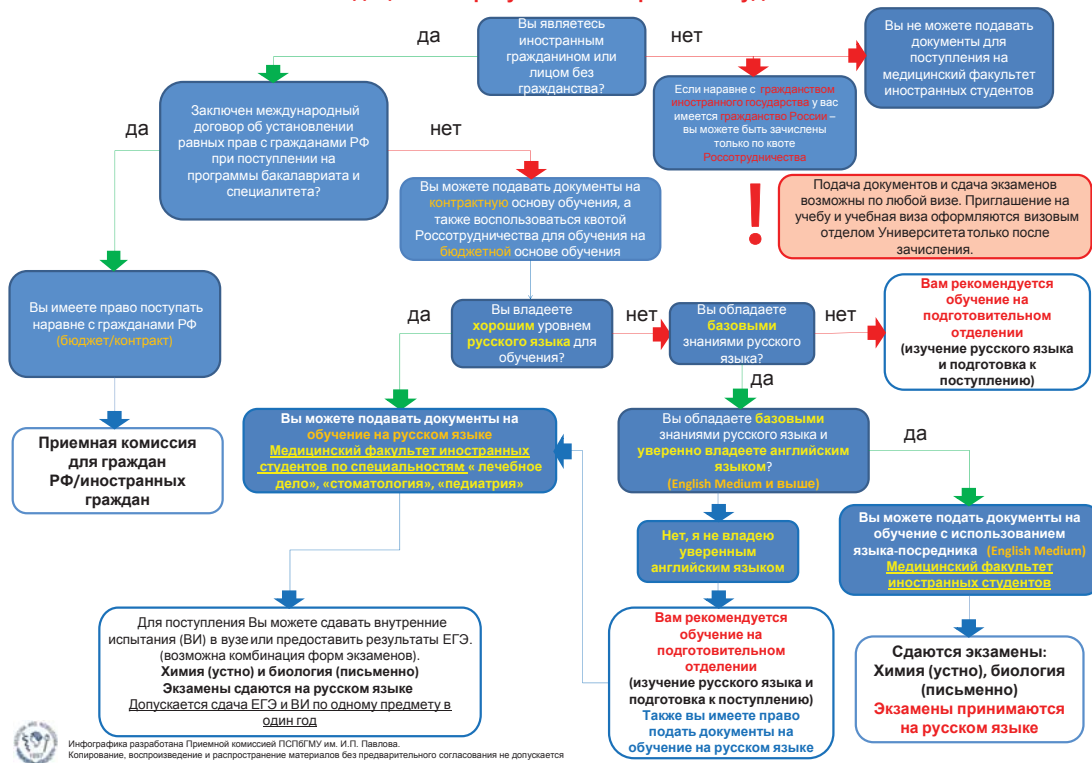 да
Вы являетесь
иностранным
гражданином или
лицом без
гражданства?
нет
Вы не можете подавать
документы для
поступления на
медицинский факультет
иностранных студентов
Если наравне с гражданством
иностранного государства у вас
имеется гражданство России –
вы можете быть зачислены
только по квоте
Россотрудничества
да
Заключен международный
договор об установлении
равных прав с гражданами РФ
при поступлении на
программы бакалавриата и
специалитета?
нет
!
Подача документов и сдача экзаменов
возможны по любой визе. Приглашение на
учебу и учебная виза оформляются визовым
отделом Университета только после
зачисления.
Вы можете подавать документы на
контрактную основу обучения, а
также воспользоваться квотой
Россотрудничества для обучения на
бюджетной основе обучения
Вы имеете право поступать
наравне с гражданами РФ
(бюджет/контракт)
да
Вы владеете
хорошим уровнем
русского языка для
обучения?
нет
Вы обладаете
базовыми
знаниями русского
языка?
нет
Вам рекомендуется
обучение на
подготовительном
отделении
(изучение русского языка
и подготовка к
поступлению)
да
Приемная комиссия
для граждан
РФ/иностранных
граждан
Вы можете подавать документы на
обучение на русском языке
Медицинский факультет иностранных
студентов по специальностям « лечебное
дело», «стоматология», «педиатрия»
Вы обладаете базовыми
знаниями русского языка и
уверенно владеете английским
языком?
(English Medium и выше)
да
Нет, я не владею
уверенным
английским языком
Вы можете подать документы на
обучение с использованием
языка-посредника (English Medium)
Медицинский факультет
иностранных студентов
Для поступления Вы можете сдавать внутренние
испытания (ВИ) в вузе или предоставить результаты ЕГЭ.
(возможна комбинация форм экзаменов).
Химия (устно) и биология (письменно)
Экзамены сдаются на русском языке
Допускается сдача ЕГЭ и ВИ по одному предмету в
один год
Вам рекомендуется
обучение на
подготовительном
отделении
(изучение русского языка и
подготовка к поступлению)
Также вы имеете право
подать документы на
обучение на русском языке
Сдаются экзамены:
Химия (устно), биология
(письменно)
Экзамены принимаются
на русском языке
Инфографика разработана Приемной комиссией ПСПбГМУ им. И.П. Павлова.
Копирование, воспроизведение и распространение материалов без предварительного согласования не допускается